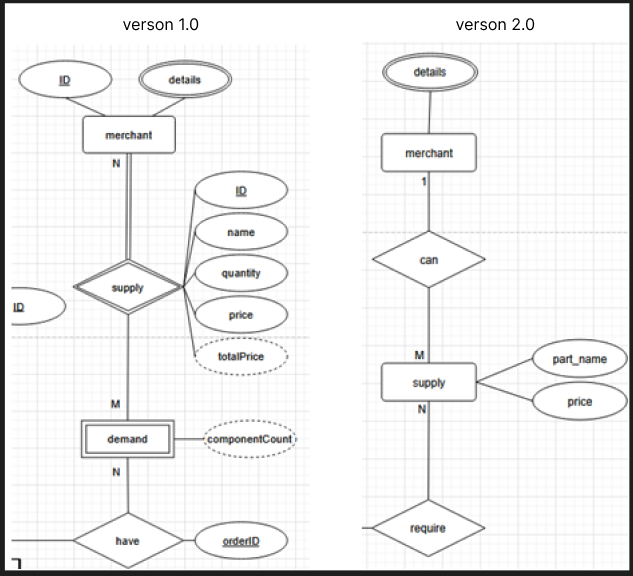 verson 1.0
ID
details
merchant
N
ID
name
quantity
supply
ID
price
totalPrice
M
demand
componentCount
N
have
orderID
verson 2.0
details
merchant
1
can
M
part_name
supply
price
N
require